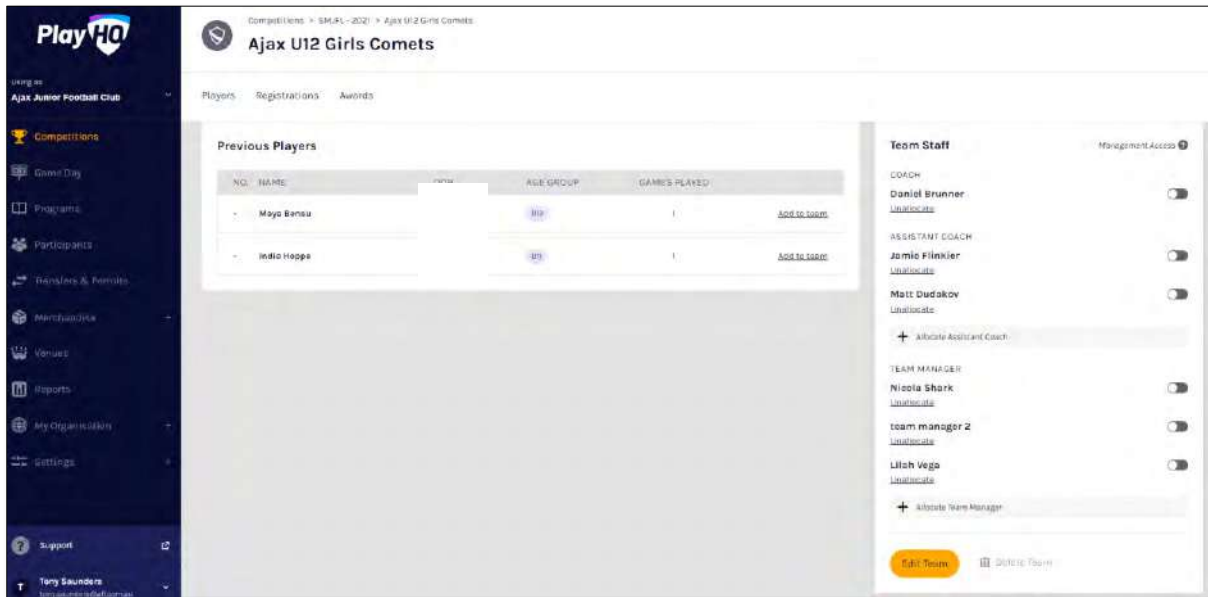 PlayHQ
Using as
Ajax Junior Football Club
Competitions
Game Day
Programs
Participants
Transfers & Permits
Merchandise
Venues
Reports
My Organisation
Settings
Support
T
Tony Saunders
Competitions > SMJFL - 2021 > Ajax U12 Girls Comets
Ajax U12 Girls Comets
Players Registrations Awards
Previous Players
NO. NAME AGE GROUP GAMES PLAYED
- Maya Bensu 1 Add to team
- Indie Hoppe 1 Add to team
Team Staff Management Access
COACH
Daniel Brunner
Unallocate
ASSISTANT COACH
Jamie Flinkier
Unallocate
Matt Dudakov
Unallocate
+ Allocate Assistant Coach
TEAM MANAGER
Nicola Shark
Unallocate
team manager 2
Unallocate
Lilah Vega
Unallocate
+ Allocate Team Manager
Edit Team Delete Team